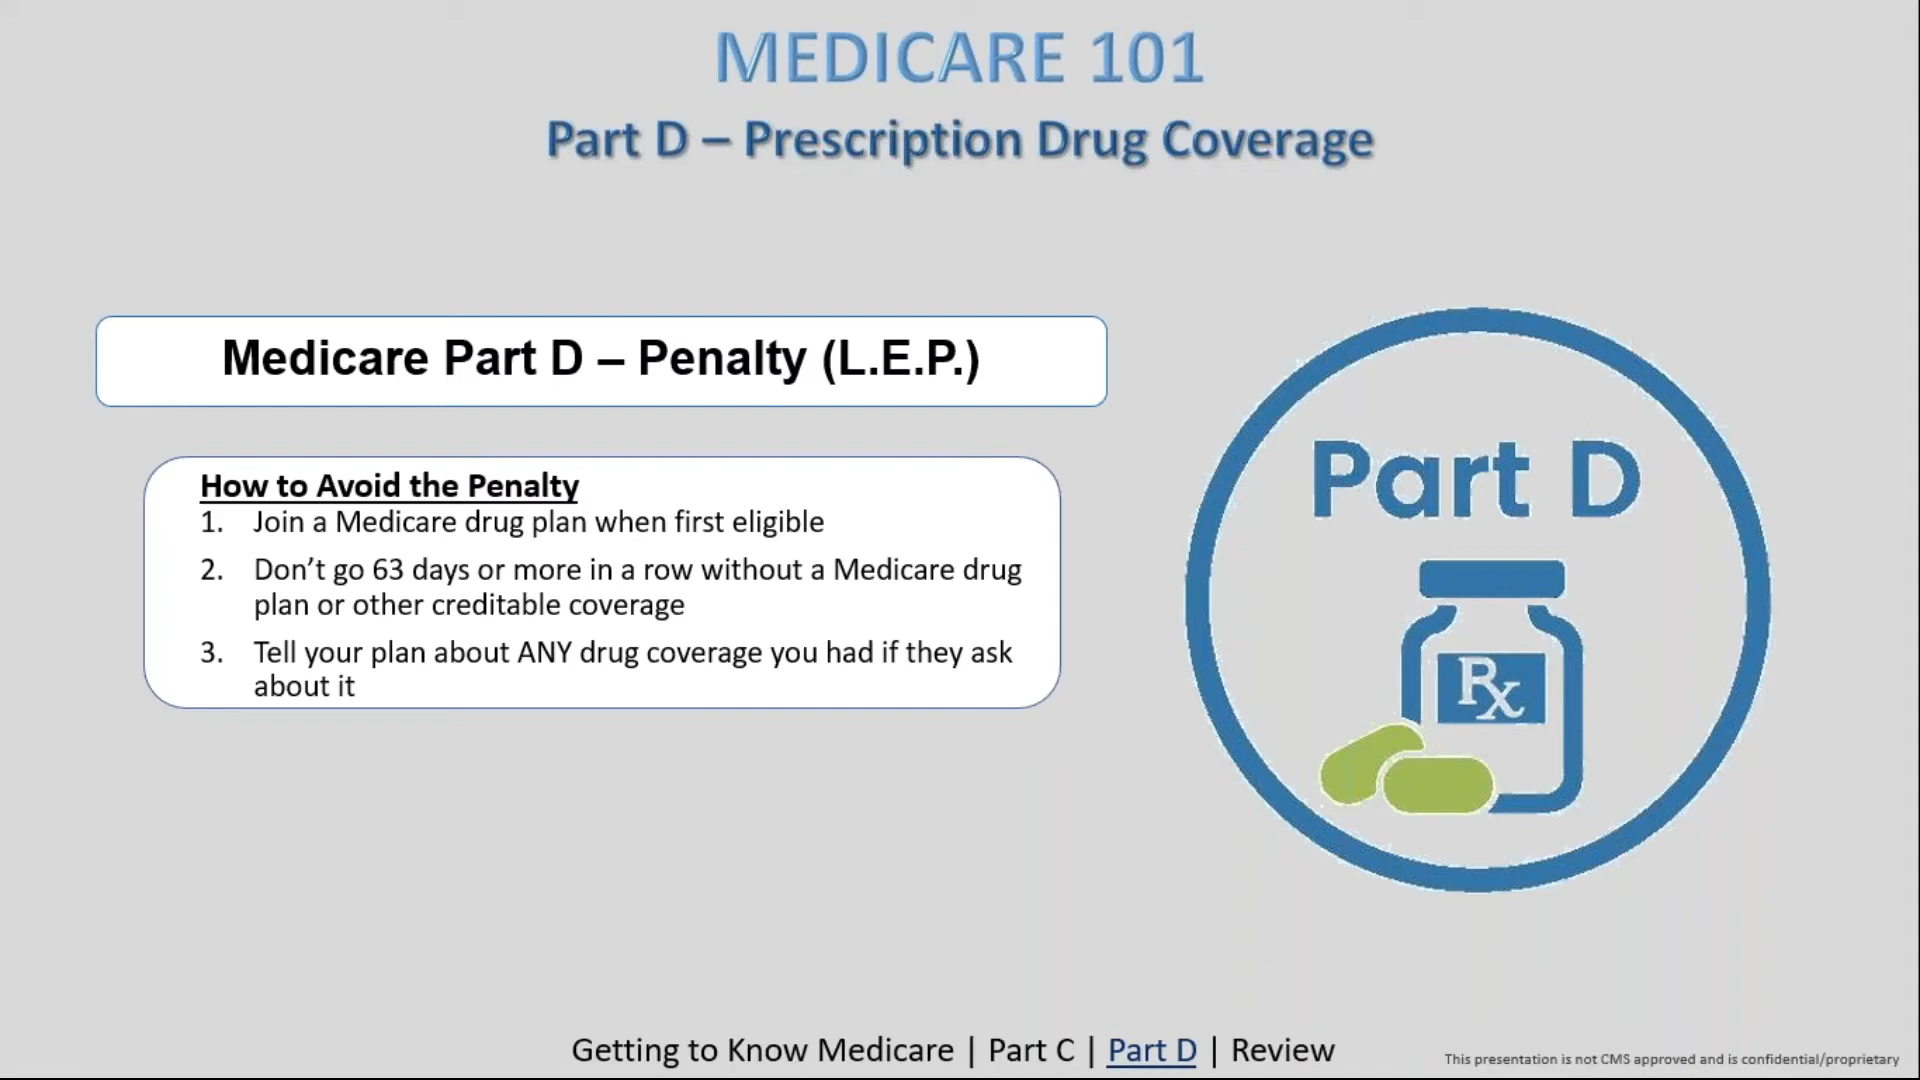 MEDICARE 101
Part D – Prescription Drug Coverage
Medicare Part D – Penalty (L.E.P.)
How to Avoid the Penalty
1. Join a Medicare drug plan when first eligible
2. Don’t go 63 days or more in a row without a Medicare drug
plan or other creditable coverage
3. Tell your plan about ANY drug coverage you had if they ask
about it
Part D
Rx
Getting to Know Medicare | Part C | Part D | Review
This presentation is not CMS approved and is confidential/proprietary